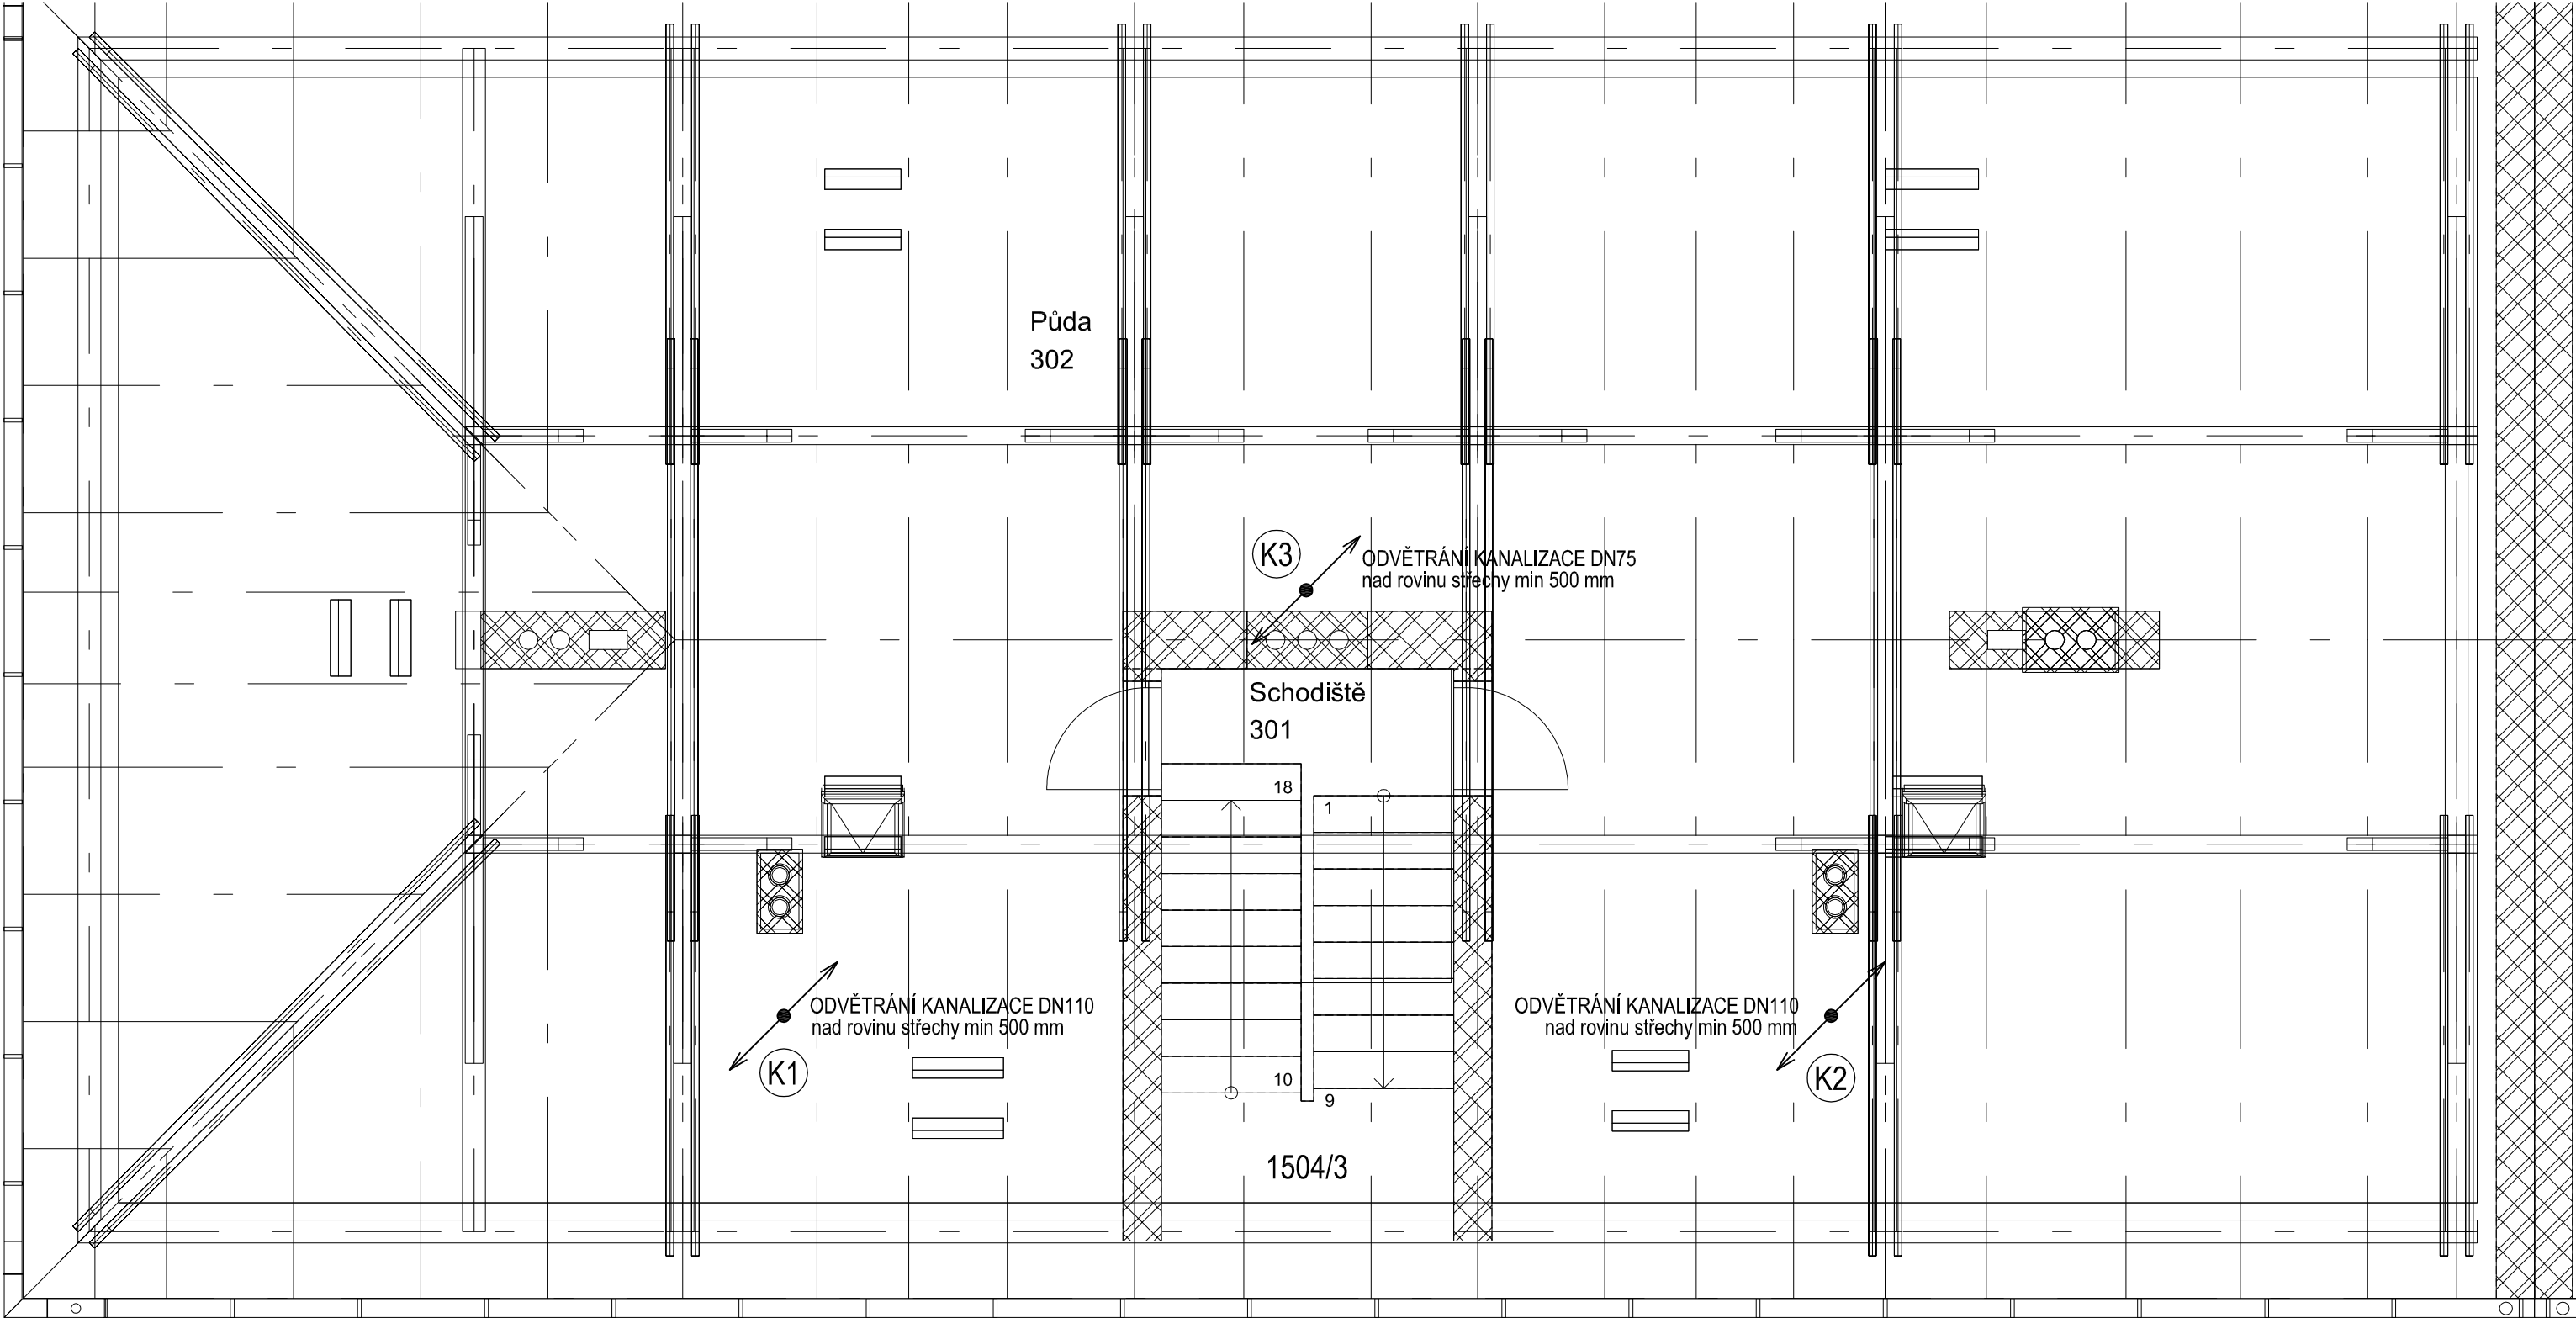 Půda
302
K3
ODVĚTRÁNÍ KANALIZACE DN75
nad rovinu střechy min 500 mm
Schodiště
301
18
1
10
9
ODVĚTRÁNÍ KANALIZACE DN110
nad rovinu střechy min 500 mm
K1
ODVĚTRÁNÍ KANALIZACE DN110
nad rovinu střechy min 500 mm
K2
1504/3